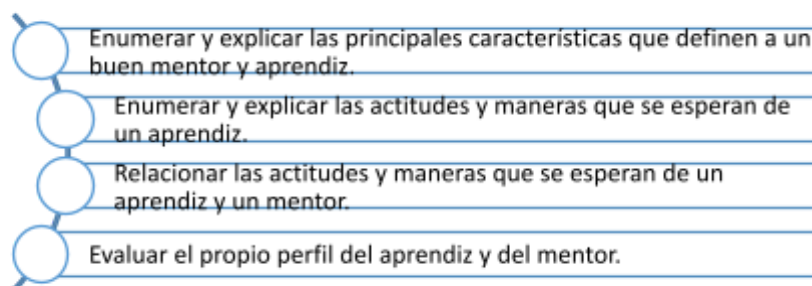 Enumerar y explicar las principales características que definen a un
buen mentor y aprendiz.
Enumerar y explicar las actitudes y maneras que se esperan de
un aprendiz.
Relacionar las actitudes y maneras que se esperan de un
aprendiz y un mentor.
Evaluar el propio perfil del aprendiz y del mentor.